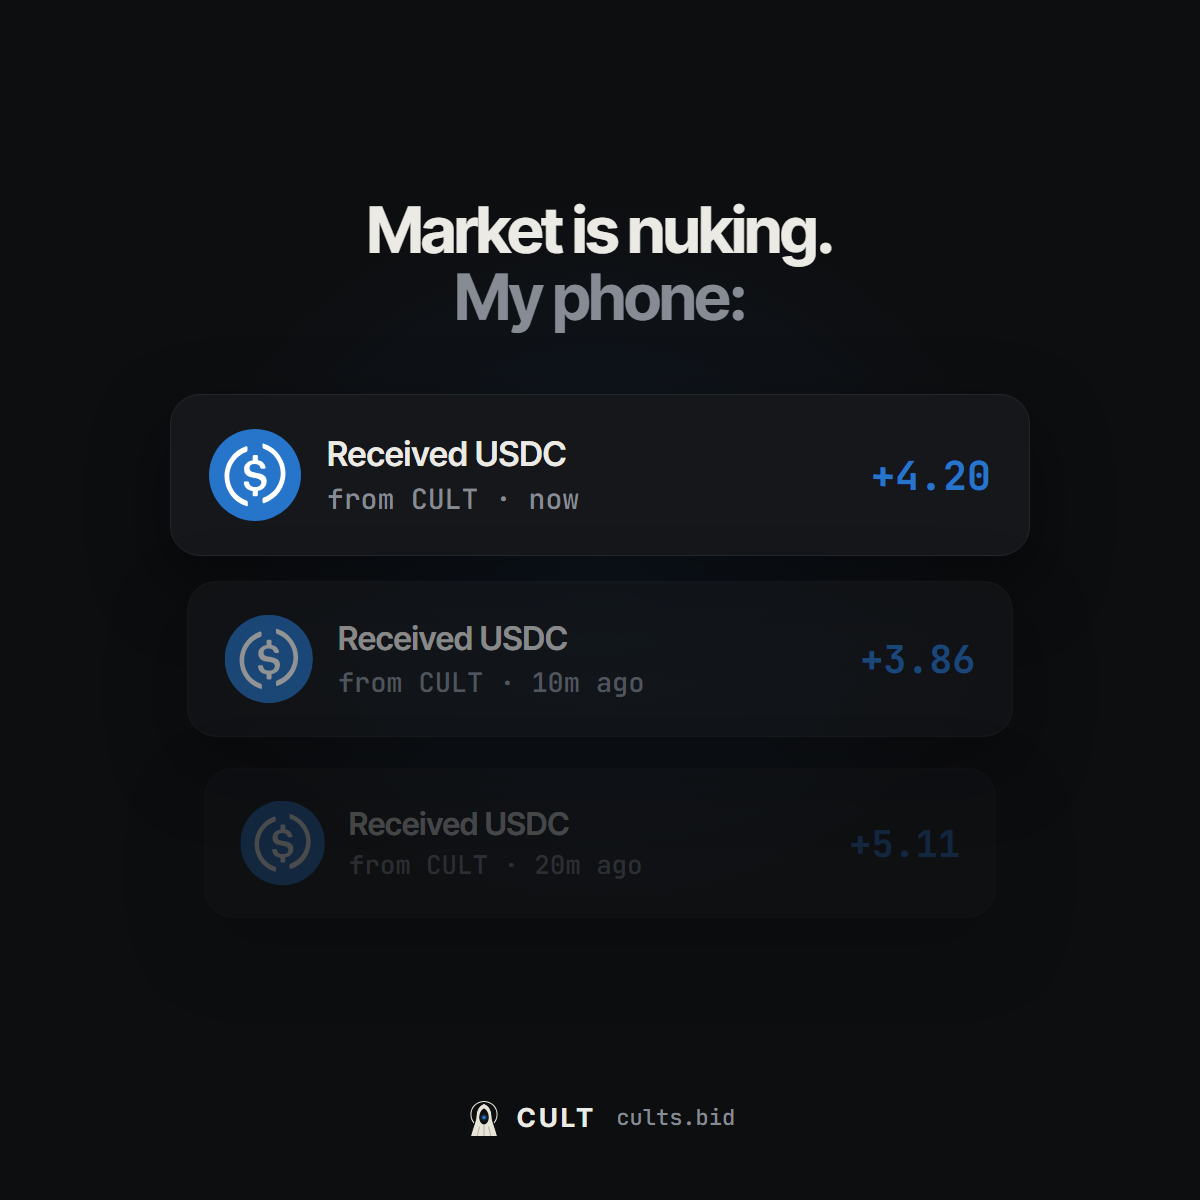 Market is nuking.
My phone:
Received USDC
from CULT · now
+4.20
Received USDC
from CULT · 10m ago
+3.86
Received USDC
from CULT · 20m ago
+5.11
CULT cults.bid